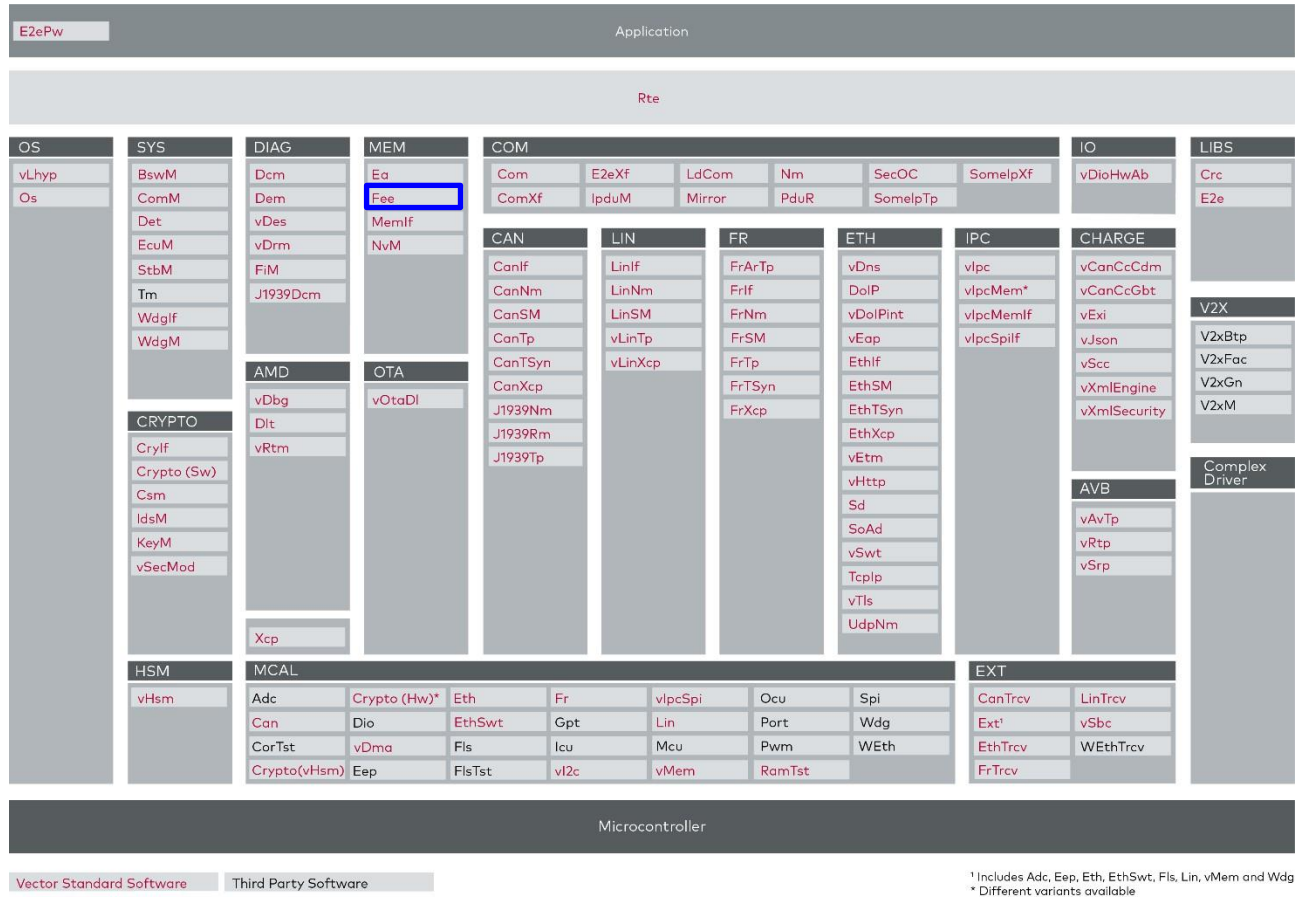 E2ePw
Application
Rte
OS
vLhyp
Os
SYS
BswM
ComM
Det
EcuM
StbM
Tm
WdgIf
WdgM
CRYPTO
CryIf
Crypto (Sw)
Csm
IdsM
KeyM
vSecMod
HSM
vHsm
DIAG
Dcm
Dem
vDes
vDrm
FiM
J1939Dcm
AMD
vDbg
Dlt
vRtm
Xcp
MEM
Ea
Fee
MemIf
NvM
OTA
vOtaDl
COM
Com E2eXf LdCom Nm SecOC SomeIpXf
ComXf IpduM Mirror PduR SomeIpTp
CAN
CanIf
CanNm
CanSM
CanTp
CanTSyn
CanXcp
J1939Nm
J1939Rm
J1939Tp
LIN
LinIf
LinNm
LinSM
vLinTp
vLinXcp
FR
FrArTp
FrIf
FrNm
FrSM
FrTp
FrTSyn
FrXcp
ETH
vDns
DoIP
vDoIPint
vEap
EthIf
EthSM
EthTSyn
EthXcp
vEtm
vHttp
Sd
SoAd
vSwt
TcpIp
vTls
UdpNm
IPC
vIpc
vIpcMem*
vIpcMemIf
vIpcSpiIf
IO
vDioHwAb
CHARGE
vCanCcCdm
vCanCcGbt
vExi
vJson
vScc
vXmlEngine
vXmlSecurity
AVB
vAvTp
vRtp
vSrp
LIBS
Crc
E2e
V2X
V2xBtp
V2xFac
V2xGn
V2xM
Complex
Driver
MCAL
Adc Crypto (Hw)* Eth Fr vIpcSpi Ocu Spi
Can Dio EthSwt Gpt Lin Port Wdg
CorTst vDma Fls Icu Mcu Pwm WEth
Crypto(vHsm) Eep FlsTst vI2c vMem RamTst
EXT
CanTrcv LinTrcv
Ext¹ vSbc
EthTrcv WEthTrcv
FrTrcv
Microcontroller
Vector Standard Software Third Party Software
¹ Includes Adc, Eep, Eth, EthSwt, Fls, Lin, vMem and Wdg
* Different variants available